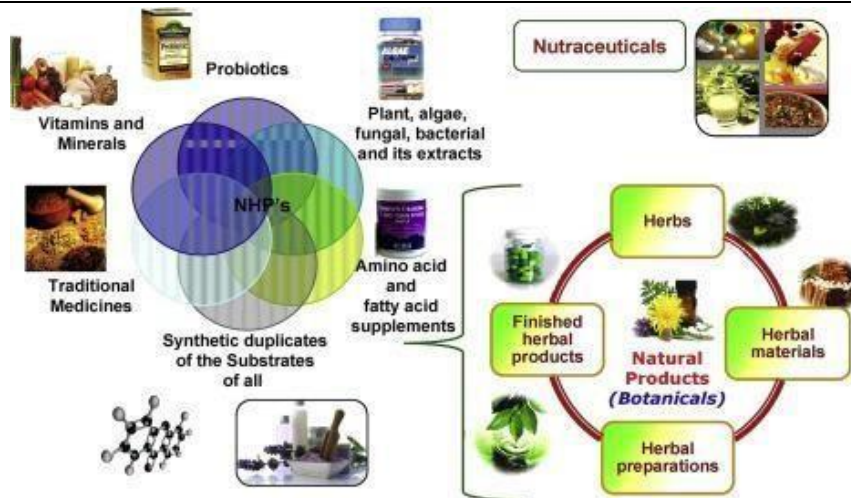 Probiotics
Nutraceuticals
Vitamins and
Minerals
Plant, algae,
fungal, bacterial
and its extracts
NHP's
Traditional
Medicines
Amino acid
and
fatty acid
supplements
Synthetic duplicates
of the Substrates
of all
Herbs
Finished
herbal
products
Herbal
materials
Natural
Products
(Botanicals)
Herbal
preparations
Probiotic
ALGAE